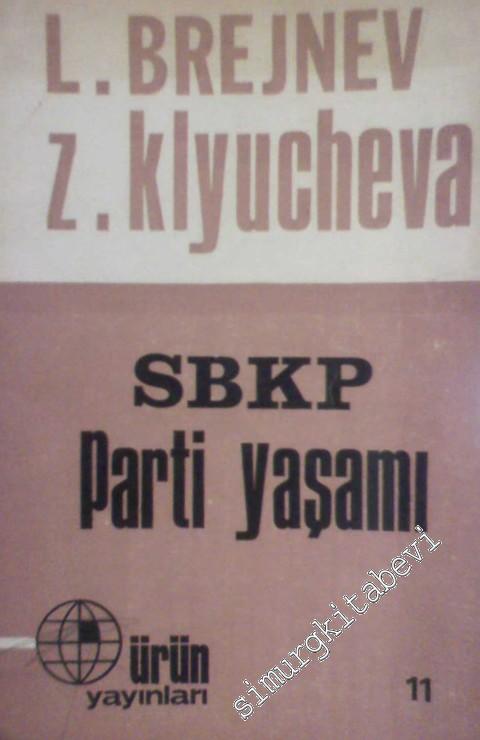 L. BREJNEV
z. klyucheva
SBKP
Parti yaşamı
ürün
yayınları
11
simurgkitabevi